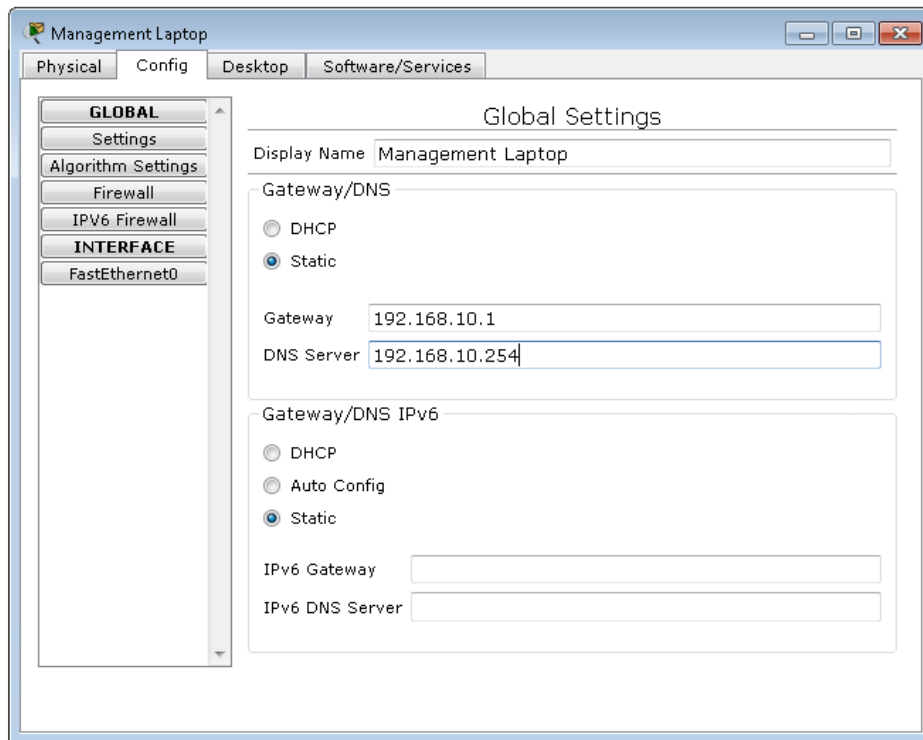 Management Laptop
Physical Config Desktop Software/Services
GLOBAL
Settings
Algorithm Settings
Firewall
IPV6 Firewall
INTERFACE
FastEthernet0
Global Settings
Display Name Management Laptop
Gateway/DNS
DHCP
Static
Gateway 192.168.10.1
DNS Server 192.168.10.254
Gateway/DNS IPv6
DHCP
Auto Config
Static
IPv6 Gateway
IPv6 DNS Server